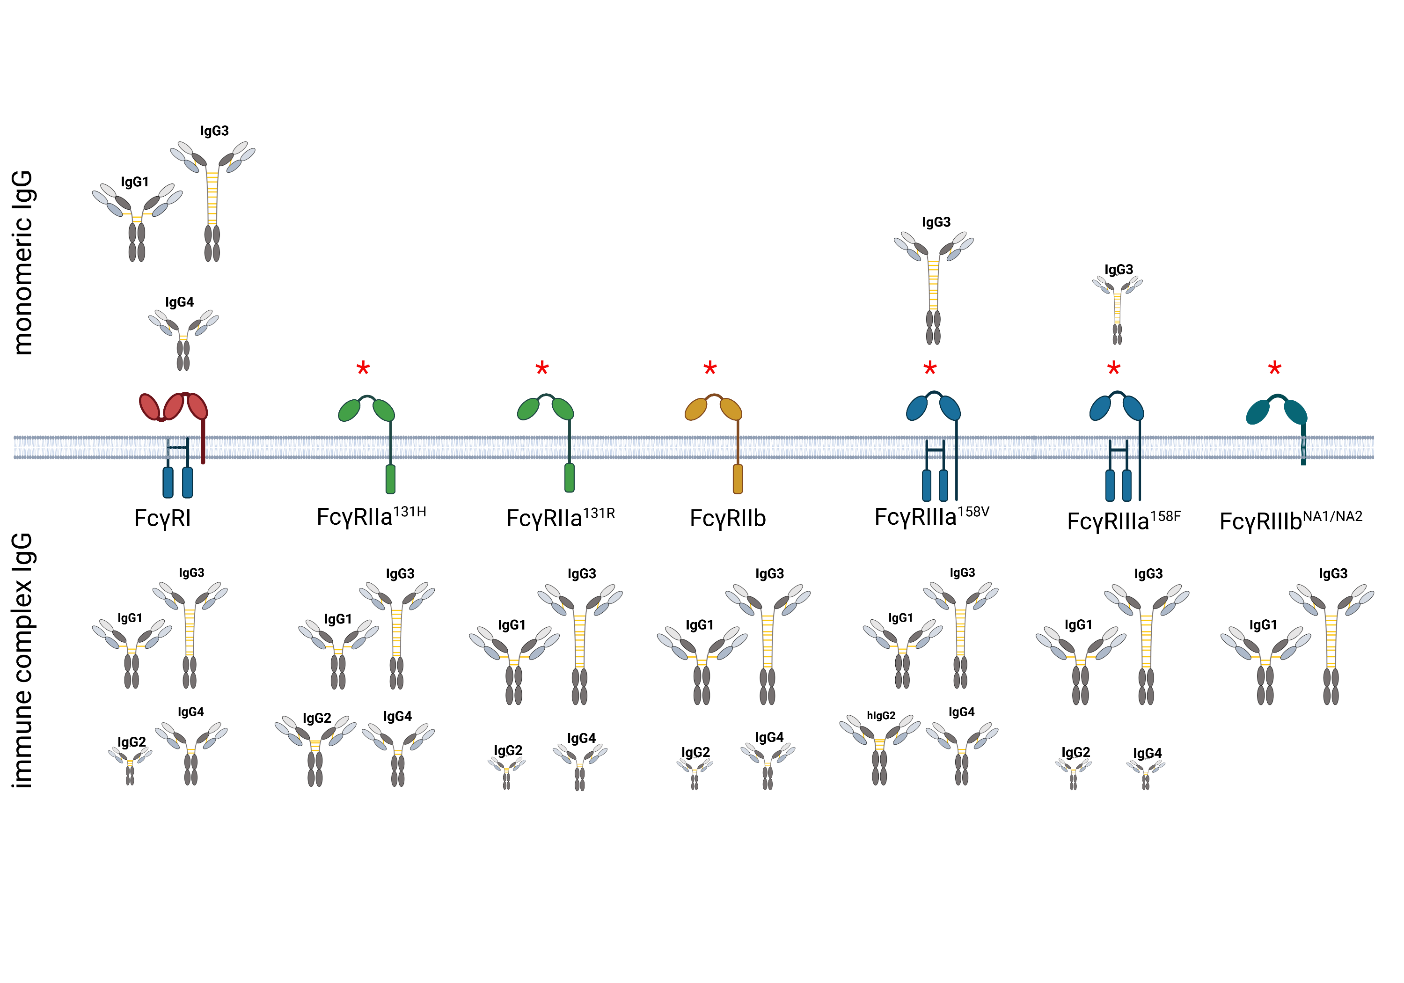 monomeric IgG
IgG3
IgG1
IgG4
IgG3
IgG3
* * * * * *
FcγRI FcγRIIa131H FcγRIIa131R FcγRIIb FcγRIIIa158V FcγRIIIa158F FcγRIIIbNA1/NA2
immune complex IgG
IgG3 IgG3 IgG3 IgG3 IgG3 IgG3 IgG3
IgG1 IgG1 IgG1 IgG1 IgG1 IgG1 IgG1
IgG2 IgG4 IgG2 IgG4 IgG2 IgG4 IgG2 IgG4 hIgG2 IgG4 IgG2 IgG4